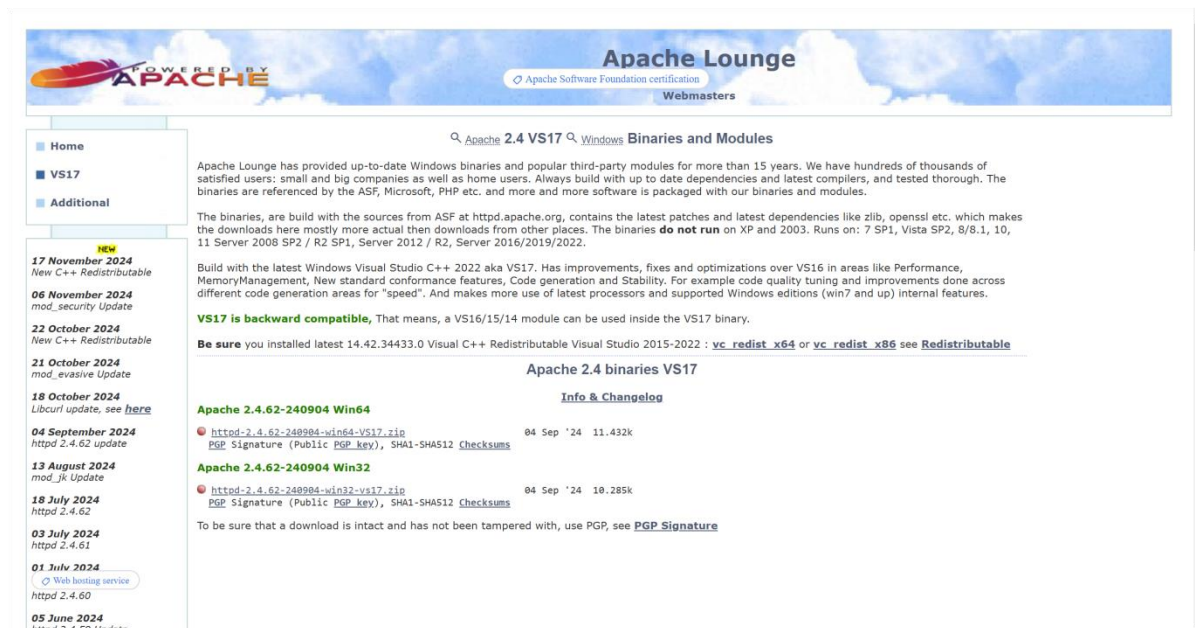 POWERED BY
APACHE
Apache Lounge
Apache Software Foundation certification
Webmasters
Home
VS17
Additional
NEW
17 November 2024
New C++ Redistributable
06 November 2024
mod_security Update
22 October 2024
New C++ Redistributable
21 October 2024
mod_evasive Update
18 October 2024
Libcurl update, see here
04 September 2024
httpd 2.4.62 update
13 August 2024
mod_jk Update
18 July 2024
httpd 2.4.62
03 July 2024
httpd 2.4.61
01 July 2024
Web hosting service
httpd 2.4.60
05 June 2024
Apache 2.4 VS17 Windows Binaries and Modules
Apache Lounge has provided up-to-date Windows binaries and popular third-party modules for more than 15 years. We have hundreds of thousands of
satisfied users: small and big companies as well as home users. Always build with up to date dependencies and latest compilers, and tested thorough. The
binaries are referenced by the ASF, Microsoft, PHP etc. and more and more software is packaged with our binaries and modules.
The binaries, are build with the sources from ASF at httpd.apache.org, contains the latest patches and latest dependencies like zlib, openssl etc. which makes
the downloads here mostly more actual then downloads from other places. The binaries do not run on XP and 2003. Runs on: 7 SP1, Vista SP2, 8/8.1, 10,
11 Server 2008 SP2 / R2 SP1, Server 2012 / R2, Server 2016/2019/2022.
Build with the latest Windows Visual Studio C++ 2022 aka VS17. Has improvements, fixes and optimizations over VS16 in areas like Performance,
MemoryManagement, New standard conformance features, Code generation and Stability. For example code quality tuning and improvements done across
different code generation areas for "speed". And makes more use of latest processors and supported Windows editions (win7 and up) internal features.
VS17 is backward compatible, That means, a VS16/15/14 module can be used inside the VS17 binary.
Be sure you installed latest 14.42.34433.0 Visual C++ Redistributable Visual Studio 2015-2022 : vc_redist_x64 or vc_redist_x86 see Redistributable
Apache 2.4 binaries VS17
Info & Changelog
Apache 2.4.62-240904 Win64
httpd-2.4.62-240904-win64-VS17.zip 04 Sep '24 11.432k
PGP Signature (Public PGP key), SHA1-SHA512 Checksums
Apache 2.4.62-240904 Win32
httpd-2.4.62-240904-win32-vs17.zip 04 Sep '24 10.285k
PGP Signature (Public PGP key), SHA1-SHA512 Checksums
To be sure that a download is intact and has not been tampered with, use PGP, see PGP Signature